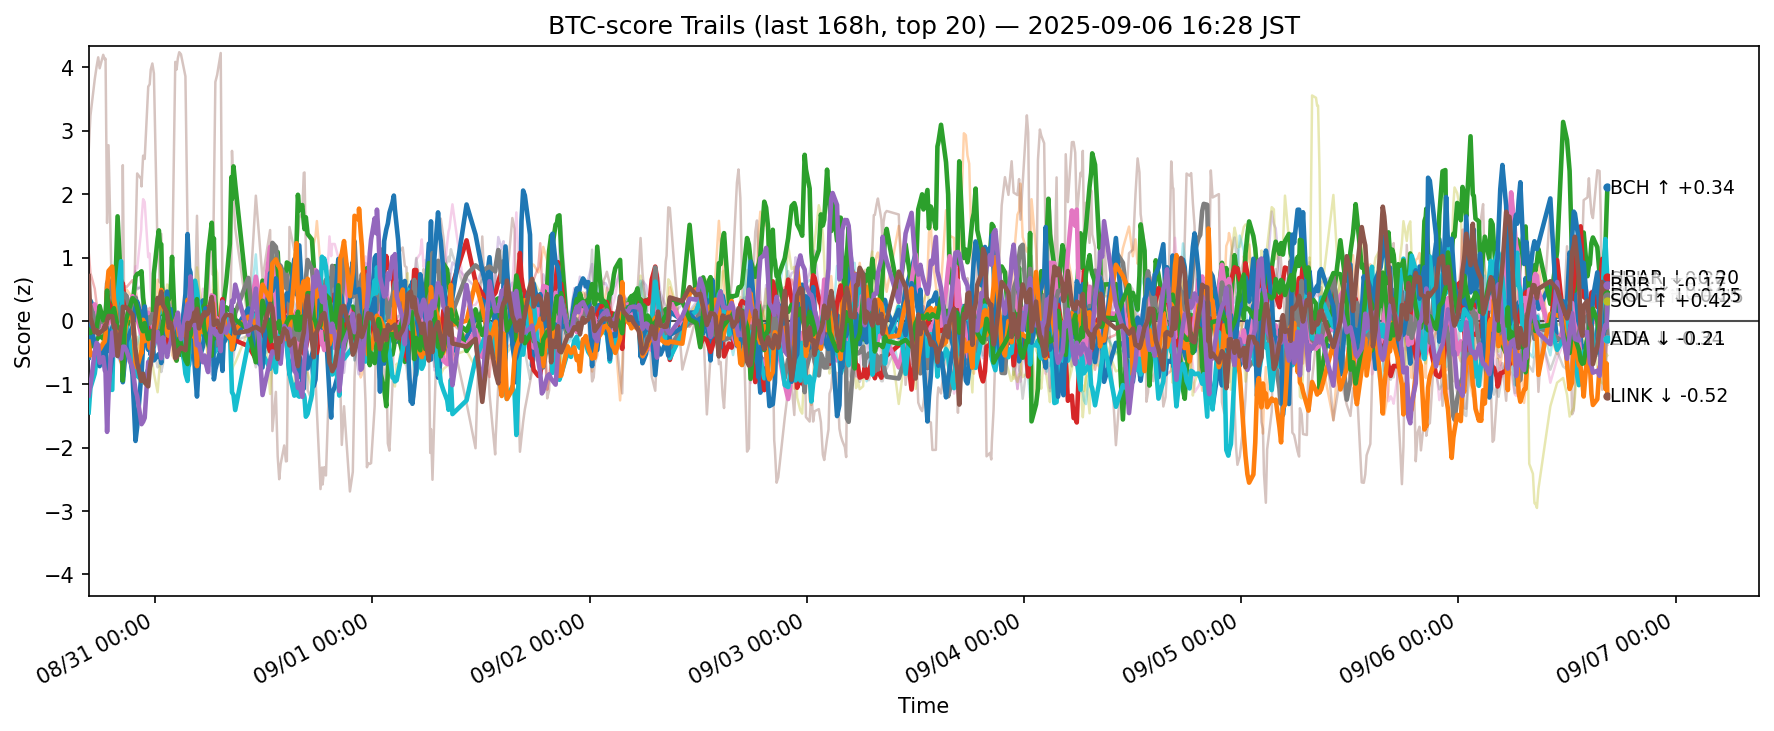 BTC-score Trails (last 168h, top 20) — 2025-09-06 16:28 JST
Score (z)
4
3
2
1
0
−1
−2
−3
−4
BCH ↑ +0.34
HBAR ↓
BNB
SOL ↑ +0.42
ADA ↓ -0.21
LINK ↓ -0.52
08/31 00:00
09/01 00:00
09/02 00:00
09/03 00:00
09/04 00:00
09/05 00:00
09/06 00:00
09/07 00:00
Time